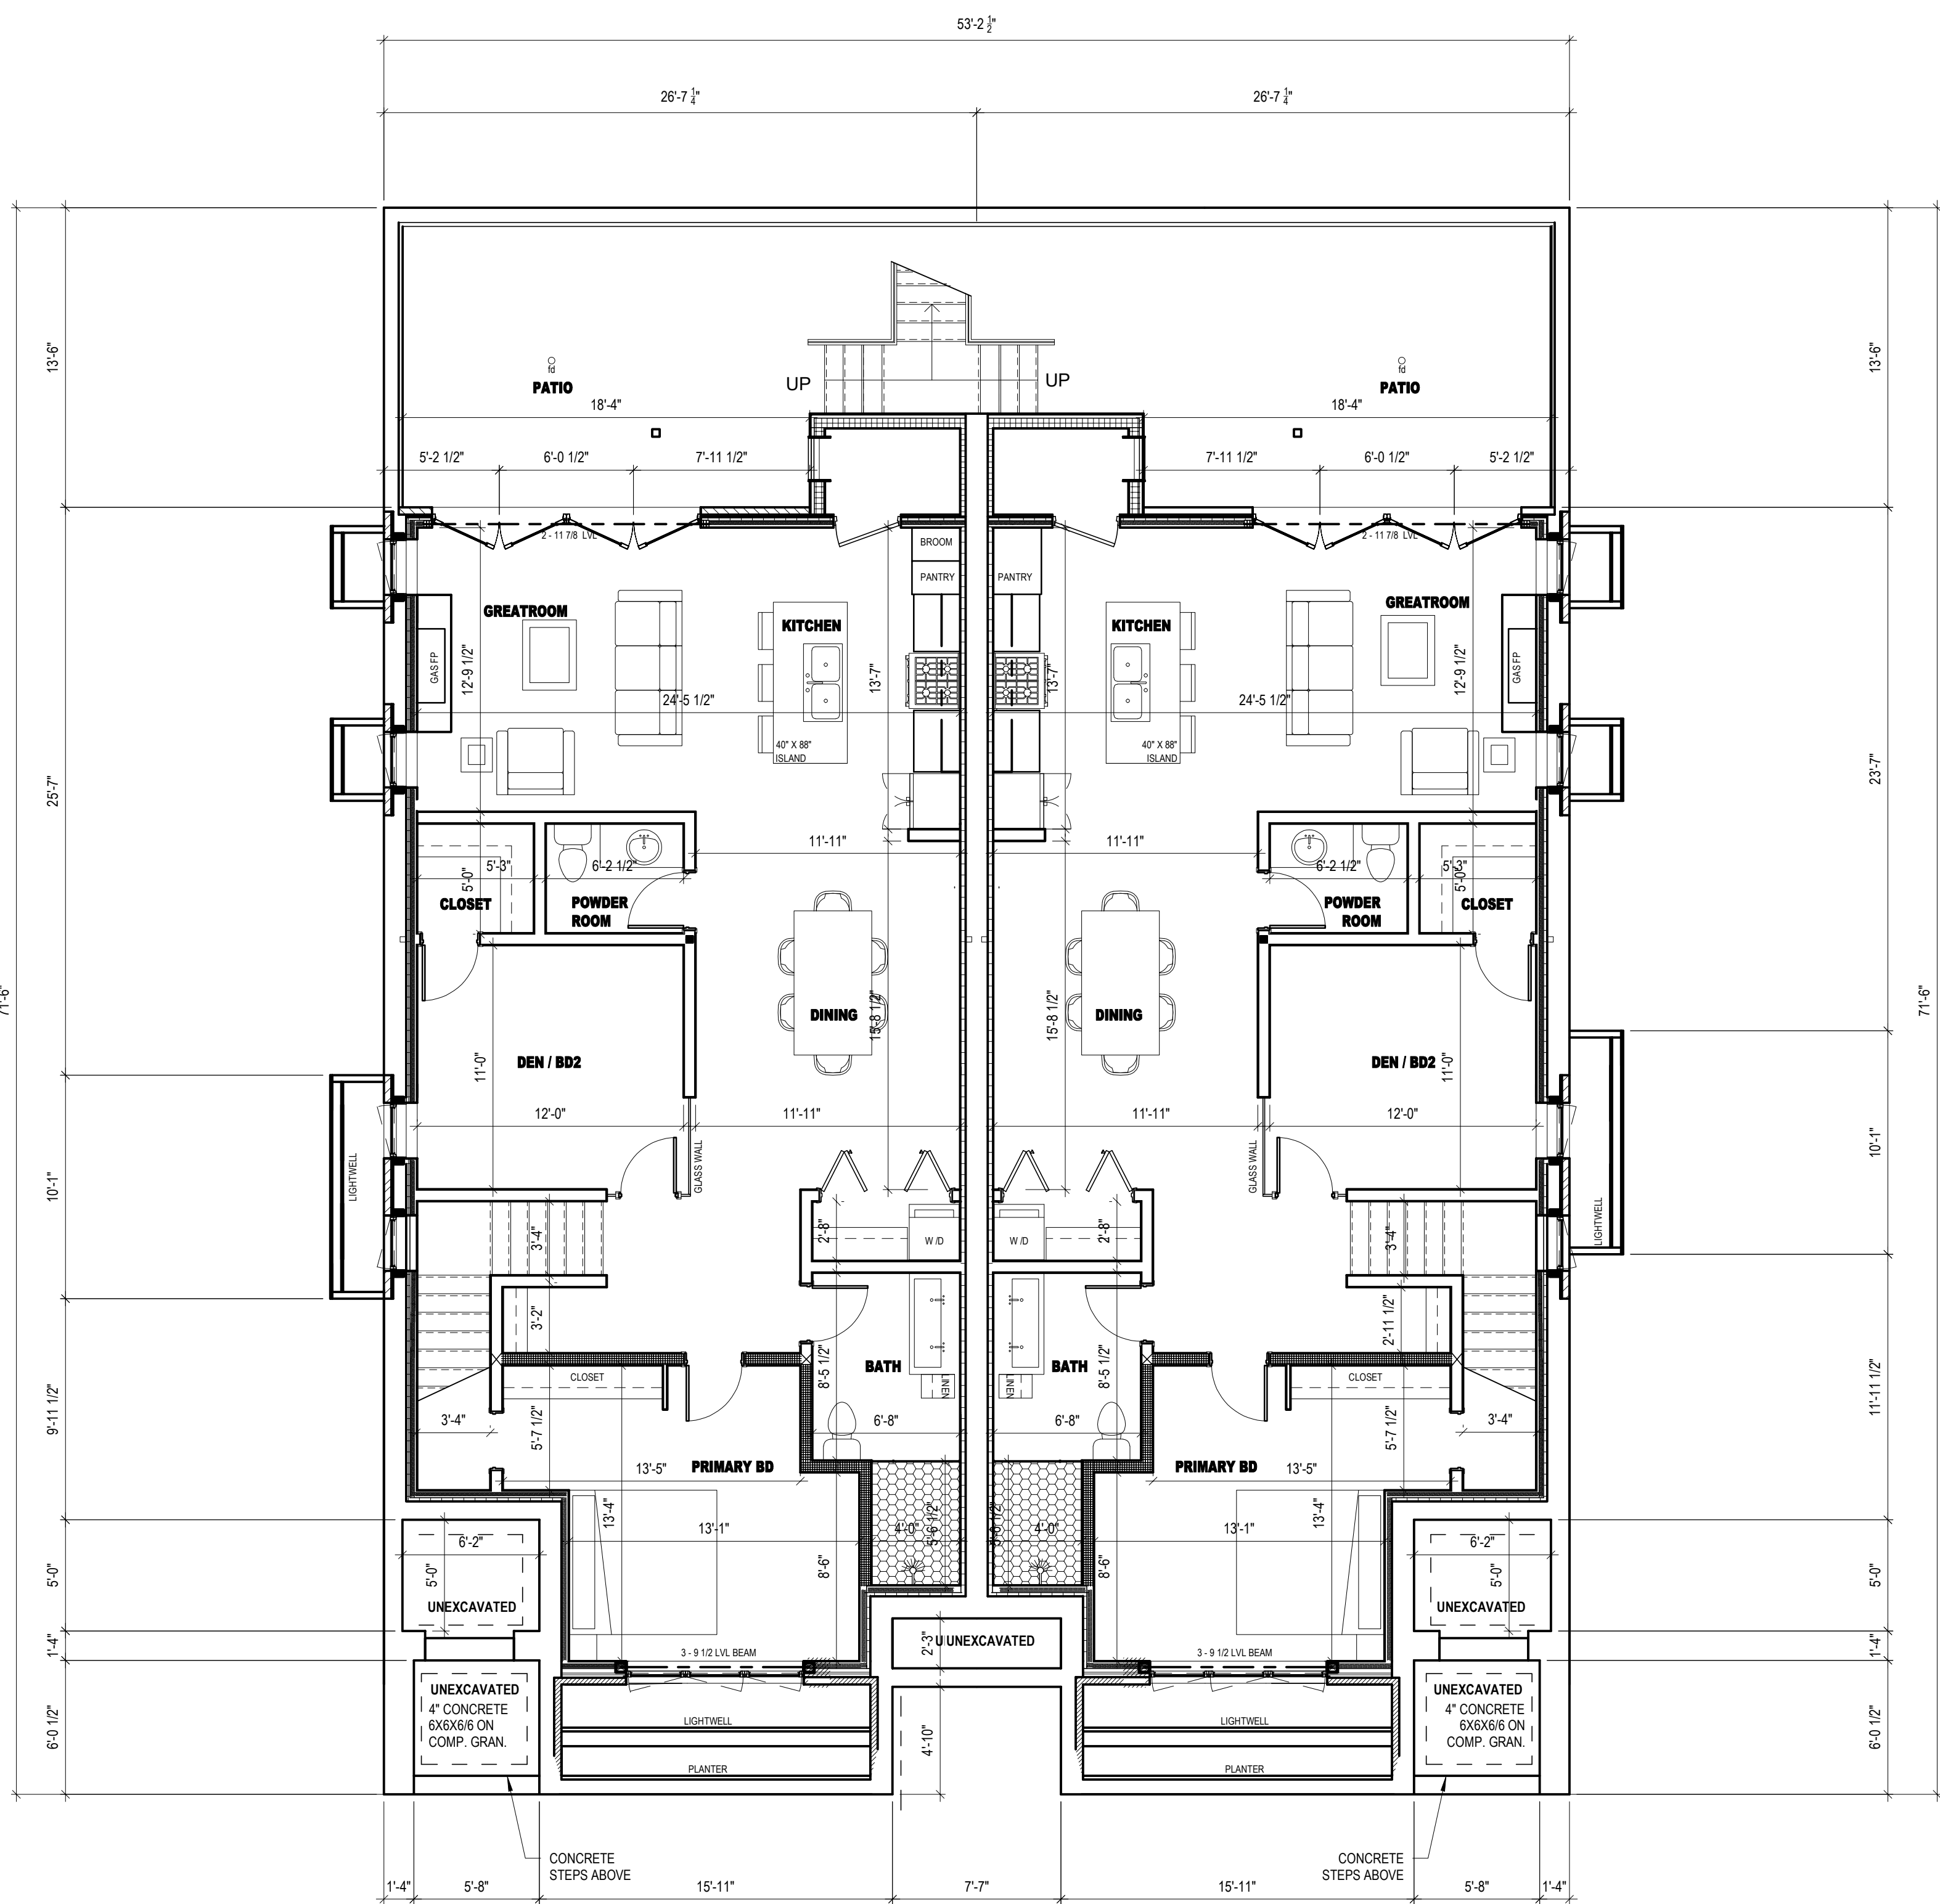 53'-2 1/2"
26'-7 1/4"
26'-7 1/4"
13'-6"
13'-6"
fd
PATIO
UP
UP
fd
PATIO
18'-4"
18'-4"
5'-2 1/2"
6'-0 1/2"
7'-11 1/2"
7'-11 1/2"
6'-0 1/2"
5'-2 1/2"
2 - 11 7/8 LVL
BROOM
2 - 11 7/8 LVL
PANTRY
PANTRY
GREATROOM
KITCHEN
KITCHEN
GREATROOM
GAS FP
12'-9 1/2"
13'-7"
13'-7"
12'-9 1/2"
GAS FP
24'-5 1/2"
24'-5 1/2"
40" X 88"
ISLAND
40" X 88"
ISLAND
25'-7"
23'-7"
11'-11"
11'-11"
5'-3"
6'-2 1/2"
6'-2 1/2"
5'-3"
5'-0"
5'-0"
CLOSET
POWDER
ROOM
POWDER
ROOM
CLOSET
71'-6"
71'-6"
DINING
15'-8 1/2"
15'-8 1/2"
DINING
DEN / BD2
11'-0"
DEN / BD2
11'-0"
12'-0"
11'-11"
11'-11"
12'-0"
10'-1"
10'-1"
LIGHTWELL
GLASS WALL
GLASS WALL
LIGHTWELL
3'-4"
2'-8"
W /D
W /D
2'-8"
3'-4"
3'-2"
2'-11 1/2"
CLOSET
BATH
8'-5 1/2"
LINEN
LINEN
BATH
8'-5 1/2"
CLOSET
9'-11 1/2"
11'-11 1/2"
3'-4"
5'-7 1/2"
6'-8"
6'-8"
5'-7 1/2"
3'-4"
PRIMARY BD
13'-5"
PRIMARY BD
13'-5"
13'-4"
13'-1"
4'-0"
5'-6 1/2"
5'-6 1/2"
4'-0"
13'-1"
13'-4"
8'-6"
8'-6"
6'-2"
6'-2"
5'-0"
5'-0"
5'-0"
5'-0"
UNEXCAVATED
UNEXCAVATED
1'-4"
1'-4"
2'-3"
U UNEXCAVATED
3 - 9 1/2 LVL BEAM
3 - 9 1/2 LVL BEAM
UNEXCAVATED
4" CONCRETE
6X6X6/6 ON
COMP. GRAN.
UNEXCAVATED
4" CONCRETE
6X6X6/6 ON
COMP. GRAN.
6'-0 1/2"
6'-0 1/2"
LIGHTWELL
4'-10"
LIGHTWELL
PLANTER
PLANTER
CONCRETE
STEPS ABOVE
CONCRETE
STEPS ABOVE
1'-4"
5'-8"
15'-11"
7'-7"
15'-11"
5'-8"
1'-4"